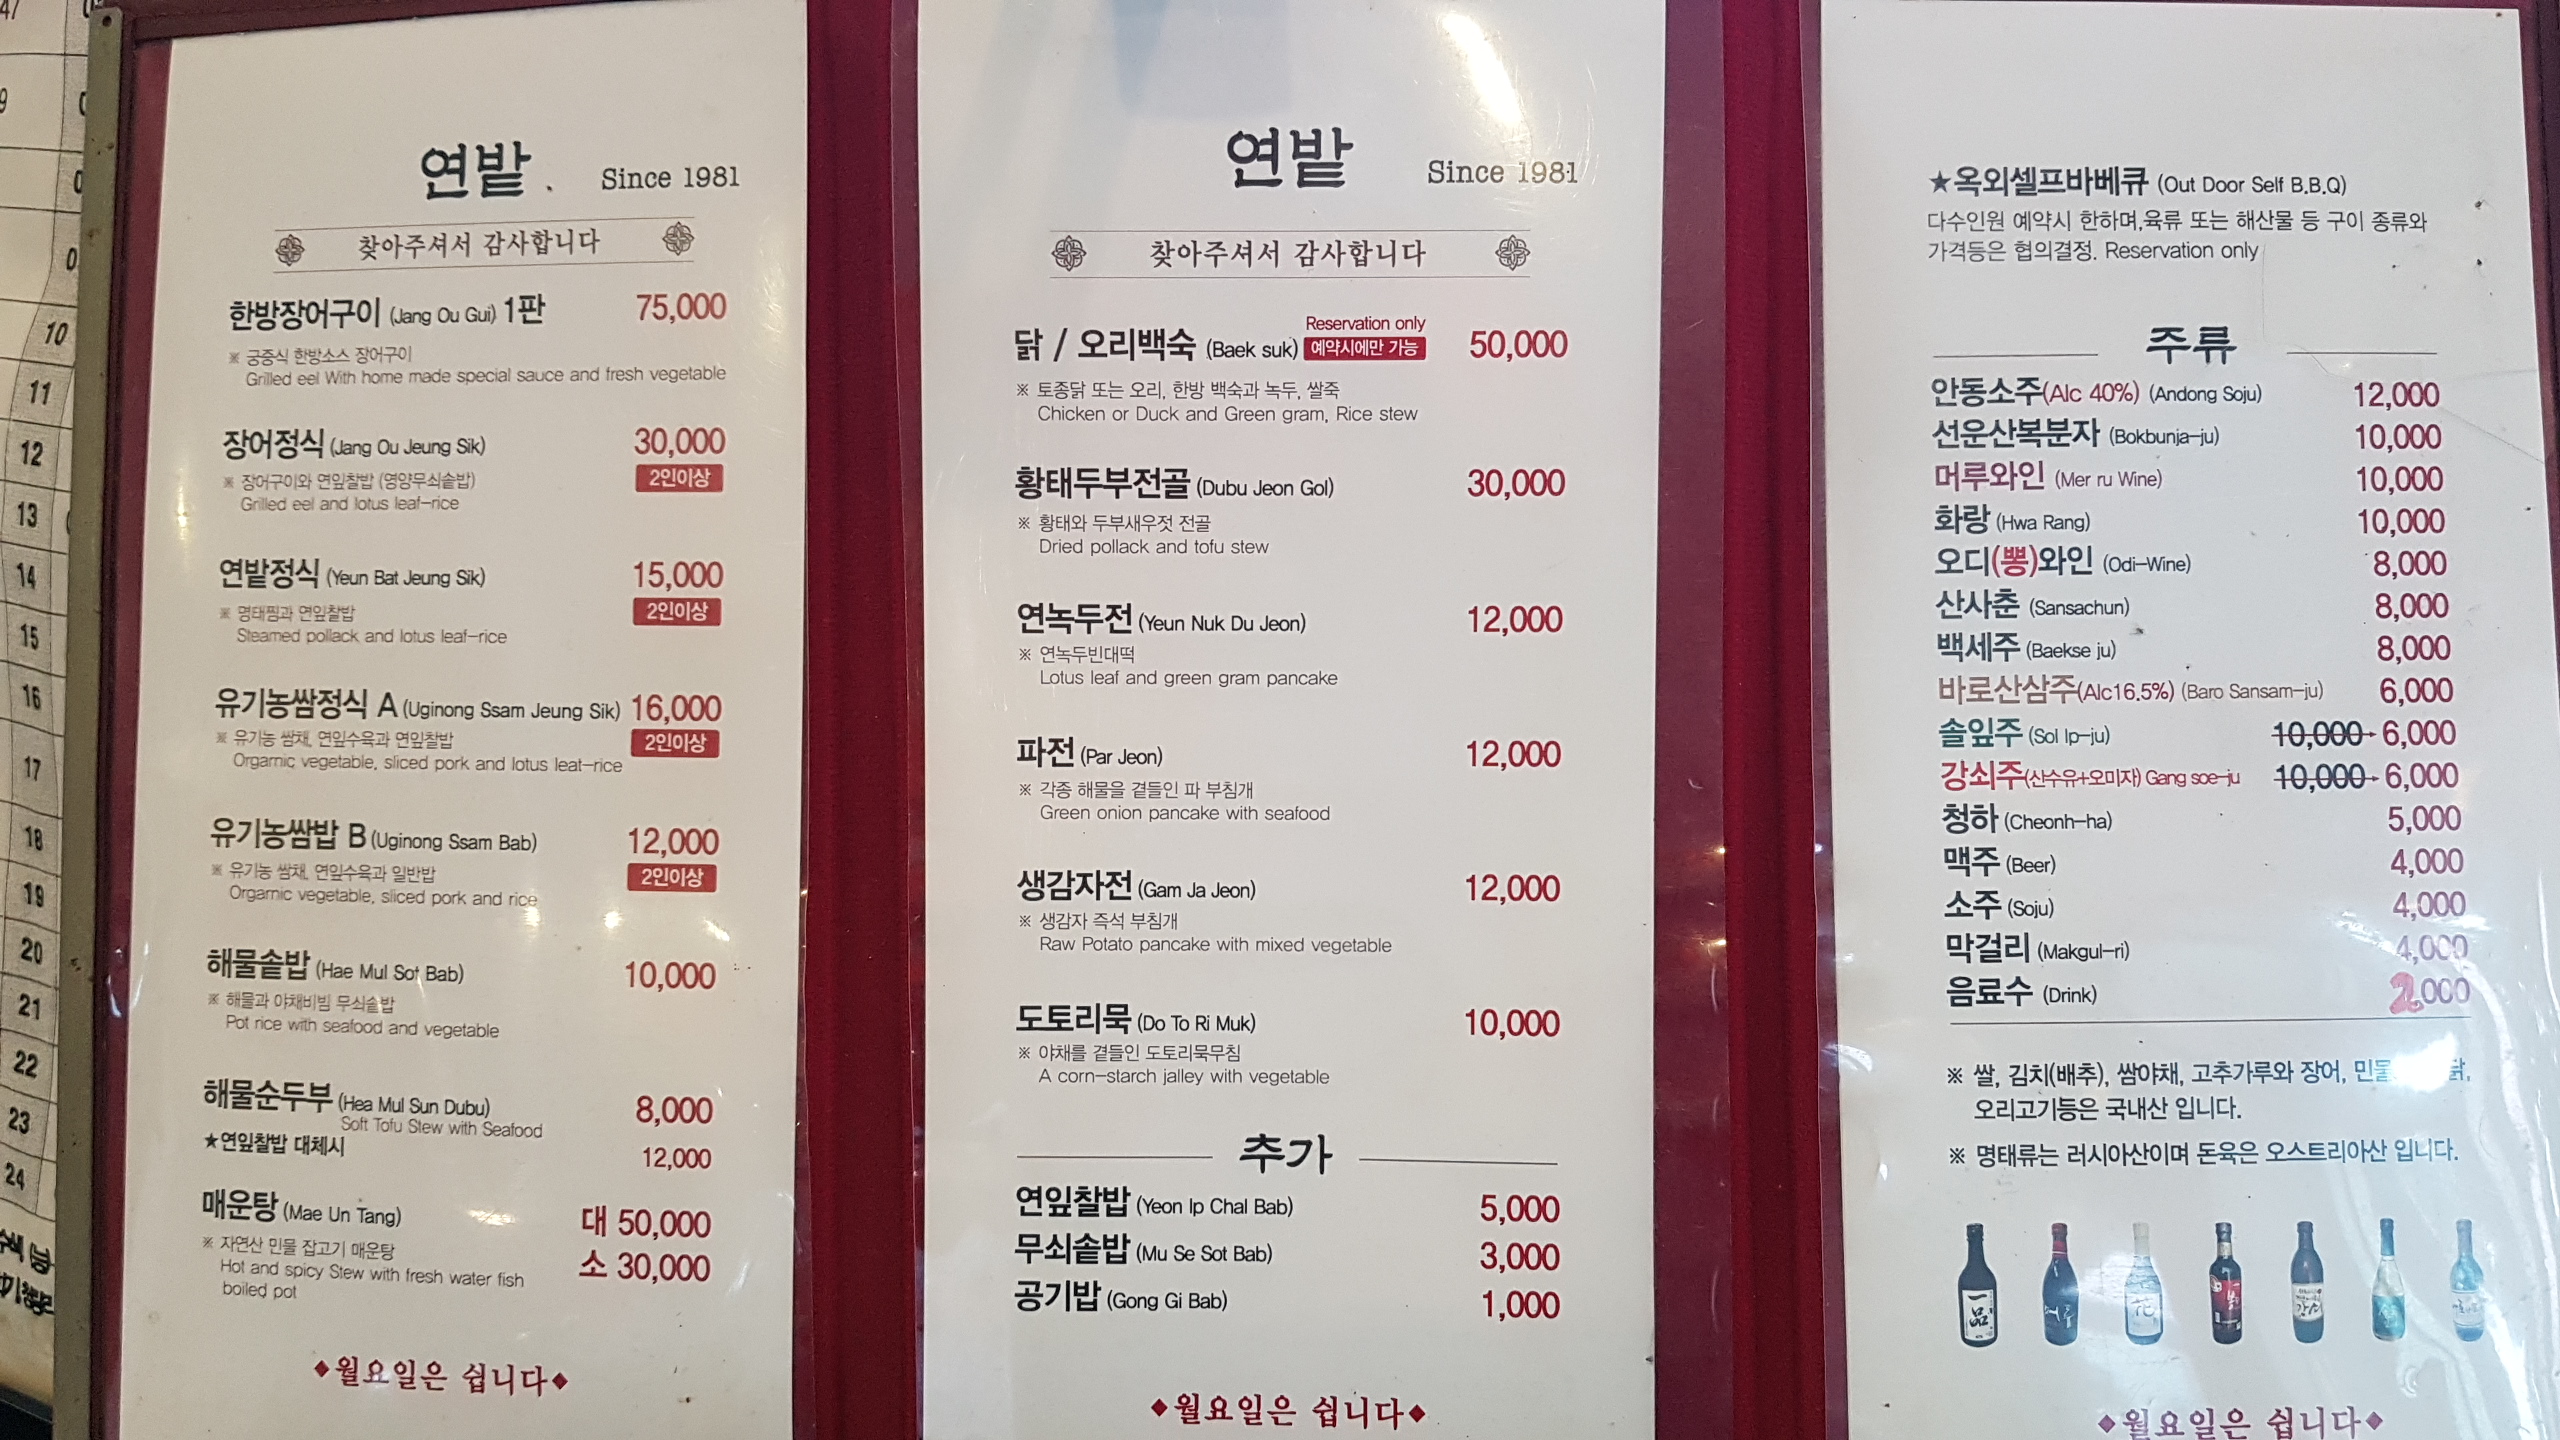 연밭 Since 1981
찾아주셔서 감사합니다
한방장어구이 (Jang Ou Gui) 1판 75,000
※ 궁중식 한방소스 장어구이
Grilled eel With home made special sauce and fresh vegetable
장어정식 (Jang Ou Jeung Sik) 30,000
※ 장어구이와 연잎찰밥 (영양무쇠솥밥) 2인이상
Grilled eel and lotus leaf-rice
연밭정식 (Yeun Bat Jeung Sik) 15,000
※ 명태찜과 연잎찰밥 2인이상
Steamed pollack and lotus leaf-rice
유기농쌈정식 A (Uginong Ssam Jeung Sik) 16,000
※ 유기농 쌈채, 연잎수육과 연잎찰밥 2인이상
Orgarnic vegetable, sliced pork and lotus leat-rice
유기농쌈밥 B (Uginong Ssam Bab) 12,000
※ 유기농 쌈채, 연잎수육과 일반밥 2인이상
Orgarnic vegetable, sliced pork and rice
해물솥밥 (Hae Mul Sot Bab) 10,000
※ 해물과 야채비빔 무쇠솥밥
Pot rice with seafood and vegetable
해물순두부 (Hea Mul Sun Dubu) 8,000
Soft Tofu Stew with Seafood
★연잎찰밥 대체시 12,000
매운탕 (Mae Un Tang) 대 50,000
※ 자연산 민물 잡고기 매운탕
Hot and spicy Stew with fresh water fish 소 30,000
boiled pot
◆월요일은 쉽니다◆
연밭 Since 1981
찾아주셔서 감사합니다
Reservation only
닭 / 오리백숙 (Baek suk) 예약시에만 가능 50,000
※ 토종닭 또는 오리, 한방 백숙과 녹두, 쌀죽
Chicken or Duck and Green gram, Rice stew
황태두부전골 (Dubu Jeon Gol) 30,000
※ 황태와 두부새우젓 전골
Dried pollack and tofu stew
연녹두전 (Yeun Nuk Du Jeon) 12,000
※ 연녹두빈대떡
Lotus leaf and green gram pancake
파전 (Par Jeon) 12,000
※ 각종 해물을 곁들인 파 부침개
Green onion pancake with seafood
생감자전 (Gam Ja Jeon) 12,000
※ 생감자 즉석 부침개
Raw Potato pancake with mixed vegetable
도토리묵 (Do To Ri Muk) 10,000
※ 야채를 곁들인 도토리묵무침
A corn-starch jalley with vegetable
추가
연잎찰밥 (Yeon Ip Chal Bab) 5,000
무쇠솥밥 (Mu Se Sot Bab) 3,000
공기밥 (Gong Gi Bab) 1,000
◆월요일은 쉽니다◆
★옥외셀프바베큐 (Out Door Self B.B.Q)
다수인원 예약시 한하며,육류 또는 해산물 등 구이 종류와
가격등은 협의결정. Reservation only
주류
안동소주(Alc 40%) (Andong Soju) 12,000
선운산복분자 (Bokbunja-ju) 10,000
머루와인 (Mer ru Wine) 10,000
화랑 (Hwa Rang) 10,000
오디(뽕)와인 (Odi-Wine) 8,000
산사춘 (Sansachun) 8,000
백세주 (Baekse ju) 8,000
바로산삼주(Alc16.5%) (Baro Sansam-ju) 6,000
솔잎주 (Sol Ip-ju) 10,000 6,000
강쇠주(산수유+오미자) Gang soe-ju 10,000 6,000
청하 (Cheonh-ha) 5,000
맥주 (Beer) 4,000
소주 (Soju) 4,000
막걸리 (Makgul-ri) 4,000
음료수 (Drink) 2,000
※ 쌀, 김치(배추), 쌈야채, 고추가루와 장어, 닭,
오리고기등은 국내산 입니다.
※ 명태류는 러시아산이며 돈육은 오스트리아산 입니다.
◆월요일은 쉽니다◆
10
11
12
13
14
15
16
17
18
19
20
21
22
23
24